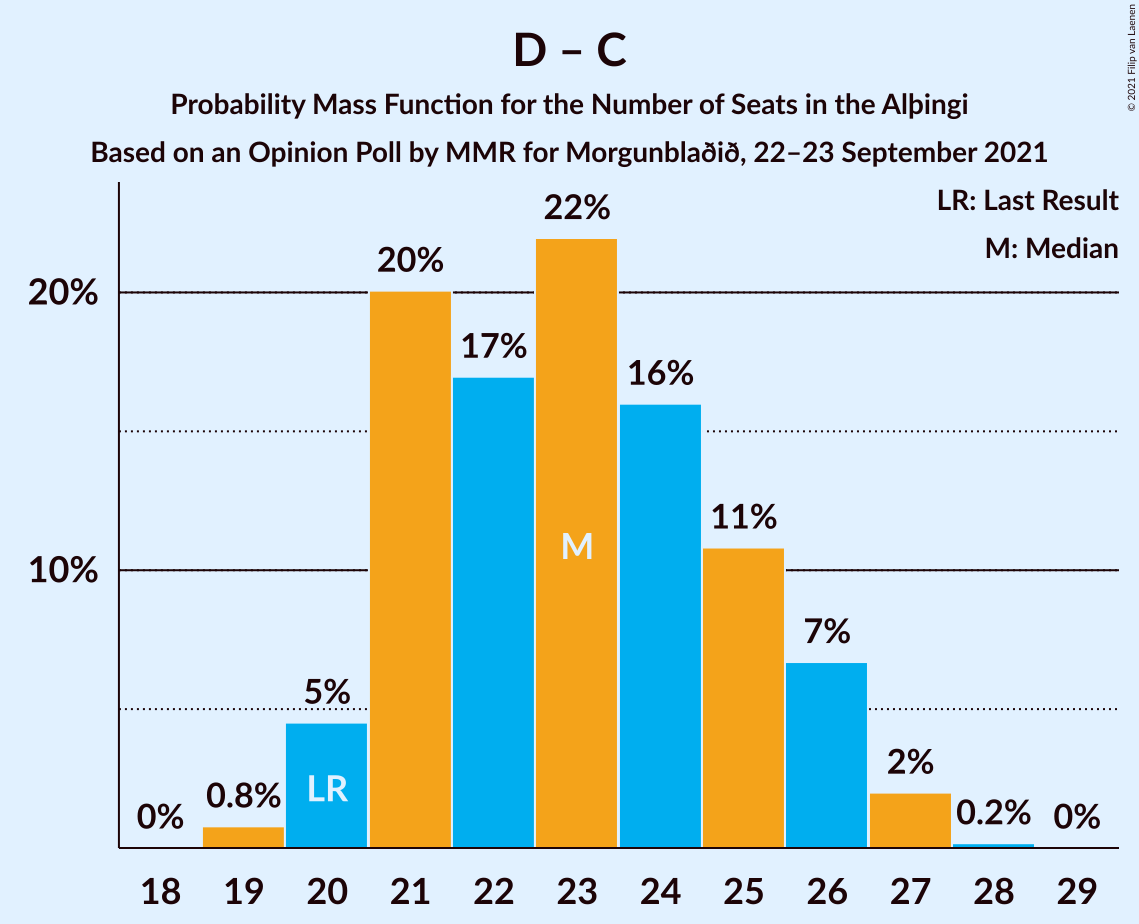 D – C
Probability Mass Function for the Number of Seats in the Alþingi
Based on an Opinion Poll by MMR for Morgunblaðið, 22–23 September 2021
© 2021 Filip van Laenen
LR: Last Result
M: Median
20%
10%
0%
0.8%
5%
20%
17%
22%
16%
11%
7%
2%
0.2%
0%
LR
M
18 19 20 21 22 23 24 25 26 27 28 29